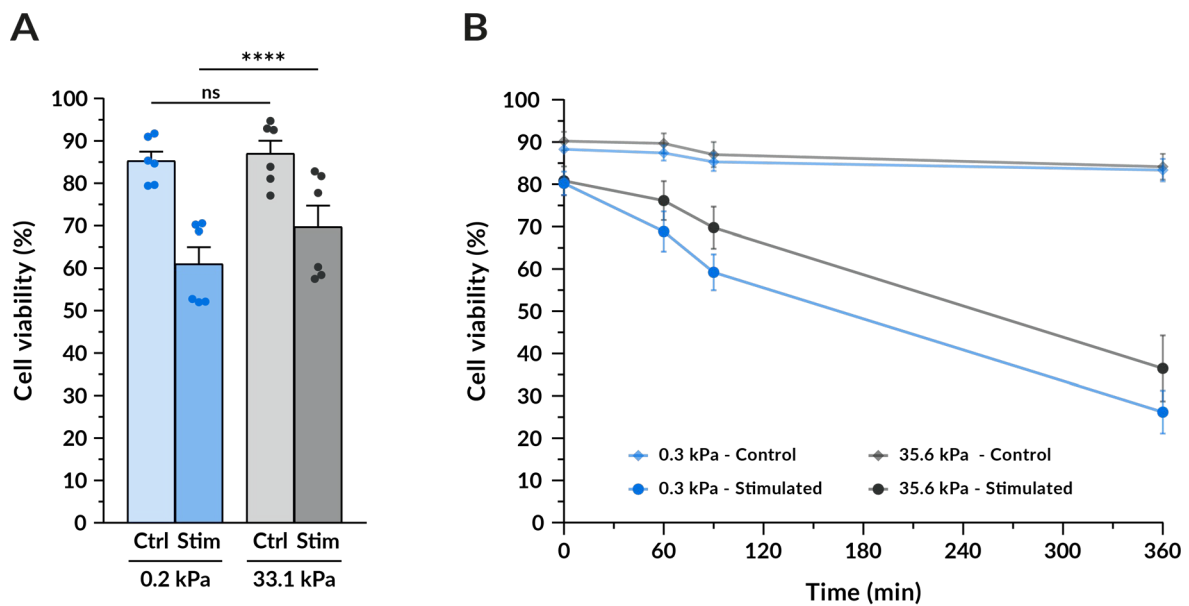 A
****
ns
Cell viability (%)
100
90
80
70
60
50
40
30
20
10
0
Ctrl Stim Ctrl Stim
0.2 kPa 33.1 kPa
B
Cell viability (%)
100
90
80
70
60
50
40
30
20
10
0
0.3 kPa - Control 35.6 kPa - Control
0.3 kPa - Stimulated 35.6 kPa - Stimulated
0 60 120 180 240 300 360
Time (min)